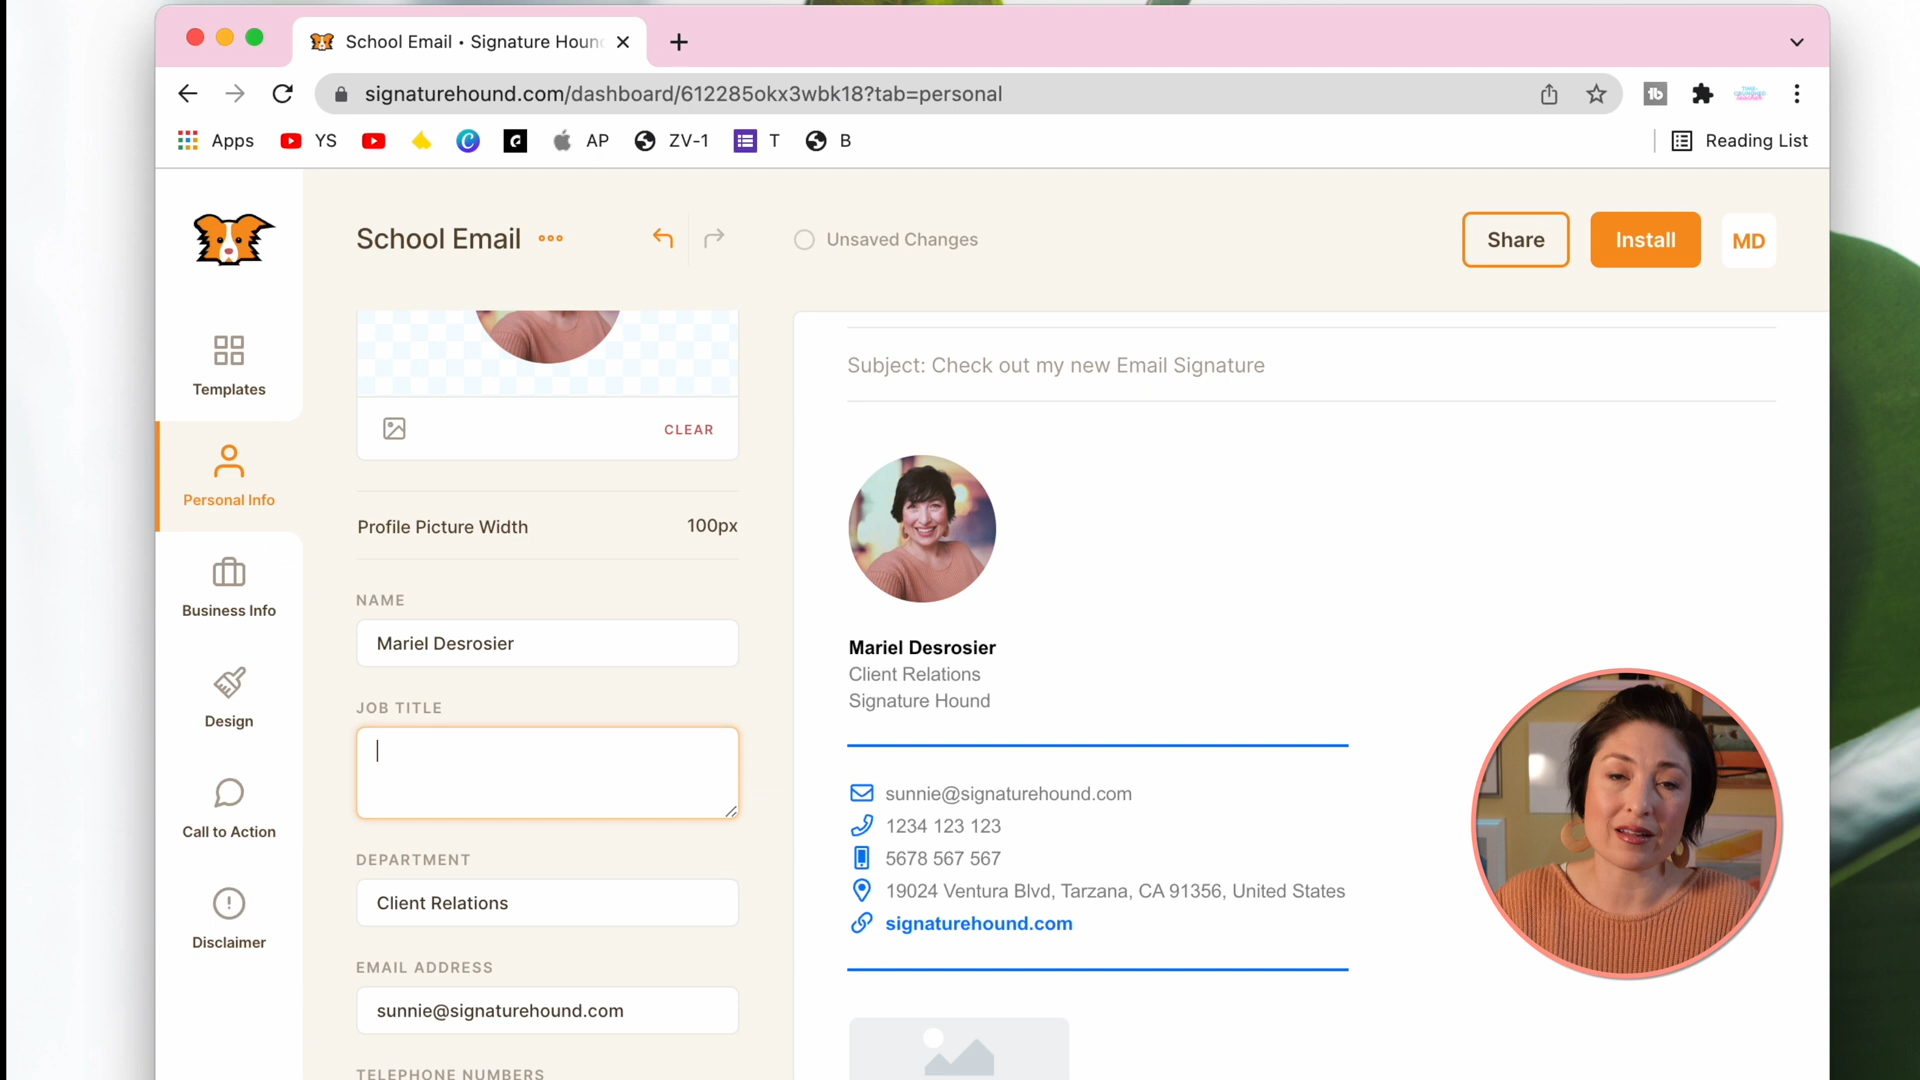 School Email • Signature Houn
signaturehound.com/dashboard/612285okx3wbk18?tab=personal
Apps
YS
AP
ZV-1
T
B
Reading List
School Email
Unsaved Changes
Share
Install
MD
Templates
Personal Info
Business Info
Design
Call to Action
Disclaimer
CLEAR
Profile Picture Width
100px
NAME
Mariel Desrosier
JOB TITLE
DEPARTMENT
Client Relations
EMAIL ADDRESS
sunnie@signaturehound.com
TELEPHONE NUMBERS
Subject: Check out my new Email Signature
Mariel Desrosier
Client Relations
Signature Hound
sunnie@signaturehound.com
1234 123 123
5678 567 567
19024 Ventura Blvd, Tarzana, CA 91356, United States
signaturehound.com